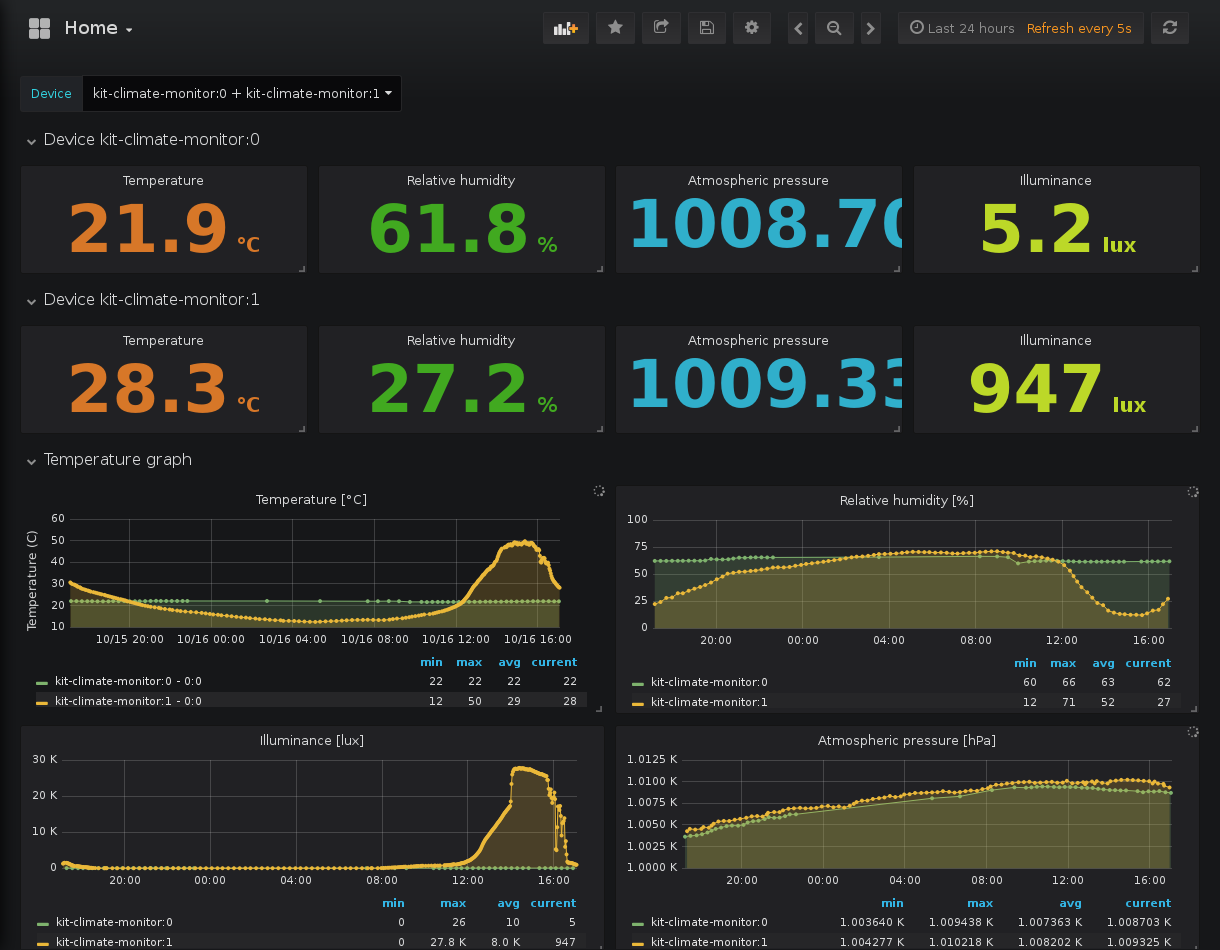 Home
Last 24 hours Refresh every 5s
Device kit-climate-monitor:0 + kit-climate-monitor:1
Device kit-climate-monitor:0
Temperature Relative humidity Atmospheric pressure Illuminance
21.9 °C 61.8 % 1008.70 5.2 lux
Device kit-climate-monitor:1
Temperature Relative humidity Atmospheric pressure Illuminance
28.3 °C 27.2 % 1009.33 947 lux
Temperature graph
Temperature [°C]
Temperature (C)
60
50
40
30
20
10
10/15 20:00 10/16 00:00 10/16 04:00 10/16 08:00 10/16 12:00 10/16 16:00
min max avg current
kit-climate-monitor:0 - 0:0 22 22 22 22
kit-climate-monitor:1 - 0:0 12 50 29 28
Relative humidity [%]
100
75
50
25
0
20:00 00:00 04:00 08:00 12:00 16:00
min max avg current
kit-climate-monitor:0 60 66 63 62
kit-climate-monitor:1 12 71 52 27
Illuminance [lux]
30 K
20 K
10 K
0
20:00 00:00 04:00 08:00 12:00 16:00
min max avg current
kit-climate-monitor:0 0 26 10 5
kit-climate-monitor:1 0 27.8 K 8.0 K 947
Atmospheric pressure [hPa]
1.0125 K
1.0100 K
1.0075 K
1.0050 K
1.0025 K
1.0000 K
20:00 00:00 04:00 08:00 12:00 16:00
min max avg current
kit-climate-monitor:0 1.003640 K 1.009438 K 1.007363 K 1.008703 K
kit-climate-monitor:1 1.004277 K 1.010218 K 1.008202 K 1.009325 K